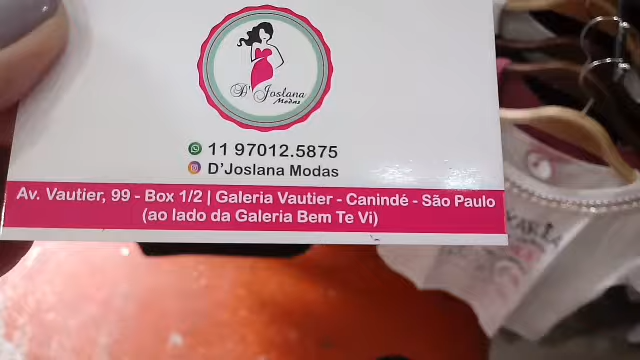 D' Joslana
Modas
11 97012.5875
D'Joslana Modas
Av. Vautier, 99 - Box 1/2 | Galeria Vautier - Canindé - São Paulo
(ao lado da Galeria Bem Te Vi)